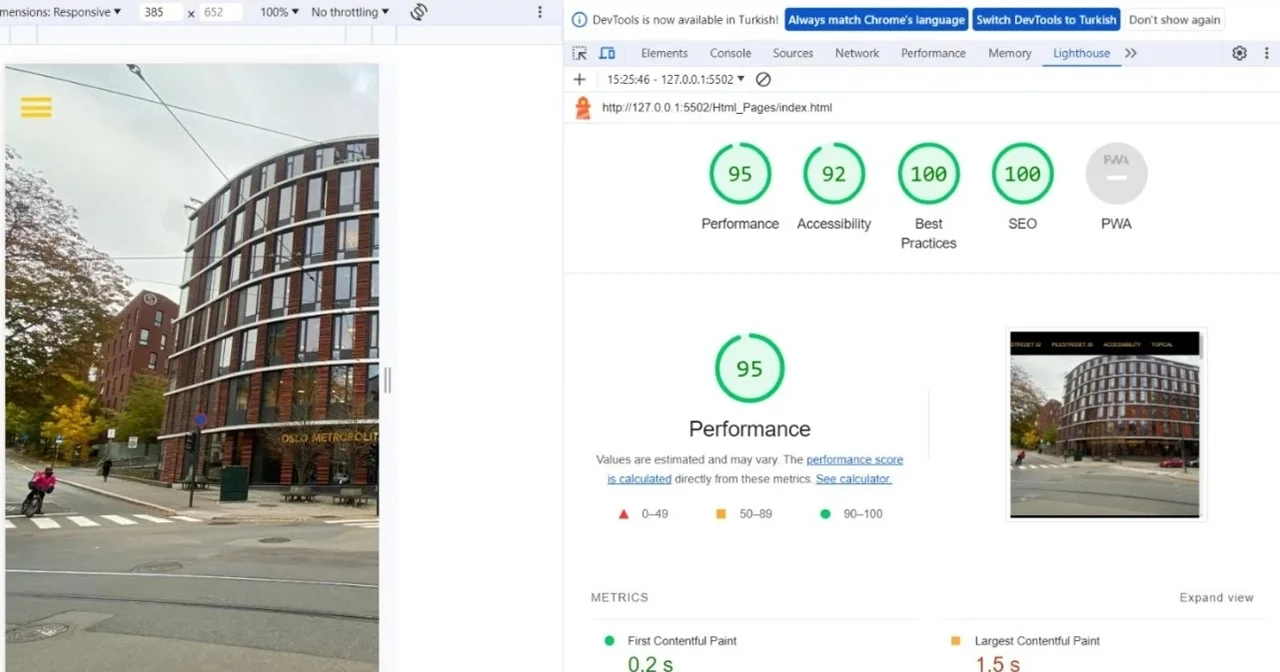 mensions: Responsive ▼ 385 x 652 100% ▼ No throttling ▼
DevTools is now available in Turkish! Always match Chrome's language Switch DevTools to Turkish Don't show again
Elements Console Sources Network Performance Memory Lighthouse
15:25:46 - 127.0.0.1:5502 ▼
http://127.0.0.1:5502/Html_Pages/index.html
95 92 100 100 PWA
Performance Accessibility Best Practices SEO PWA
95
Performance
Values are estimated and may vary. The performance score
is calculated directly from these metrics. See calculator.
0–49 50–89 90–100
STREDET 32 PILESTREDET 35 ACCESSIBILITY TOPICAL
METRICS Expand view
First Contentful Paint Largest Contentful Paint
0.2 s 1.5 s
S
OSLO METROPOLIT